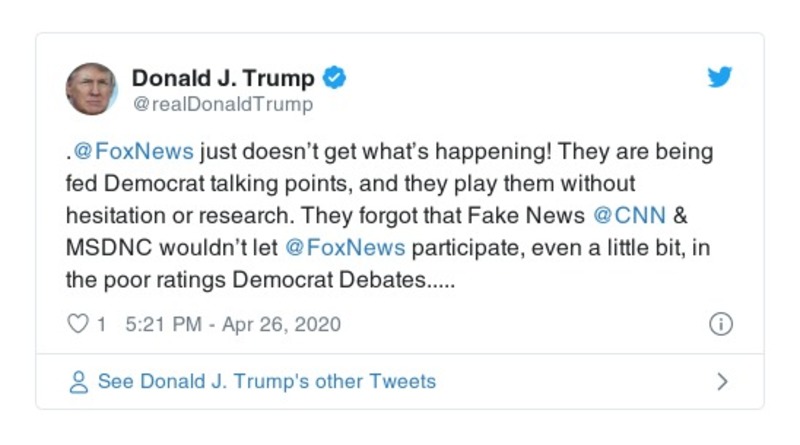 Donald J. Trump
@realDonaldTrump
.@FoxNews just doesn’t get what’s happening! They are being
fed Democrat talking points, and they play them without
hesitation or research. They forgot that Fake News @CNN &
MSDNC wouldn’t let @FoxNews participate, even a little bit, in
the poor ratings Democrat Debates.....
1 5:21 PM - Apr 26, 2020
See Donald J. Trump's other Tweets